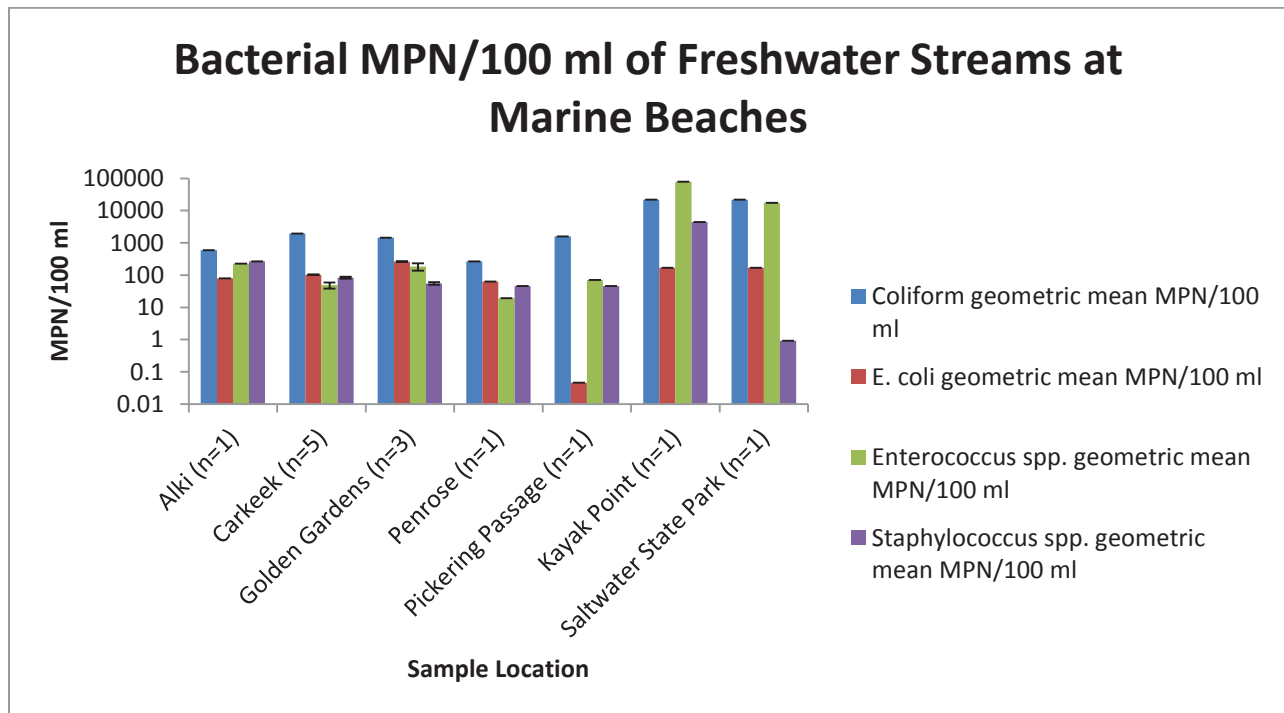 Bacterial MPN/100 ml of Freshwater Streams at
Marine Beaches
MPN/100 ml
100000
10000
1000
100
10
1
0.1
0.01
Alki (n=1)
Carkeek (n=5)
Golden Gardens (n=3)
Penrose (n=1)
Pickering Passage (n=1)
Kayak Point (n=1)
Saltwater State Park (n=1)
Sample Location
Coliform geometric mean MPN/100
ml
E. coli geometric mean MPN/100 ml
Enterococcus spp. geometric mean
MPN/100 ml
Staphylococcus spp. geometric
mean MPN/100 ml